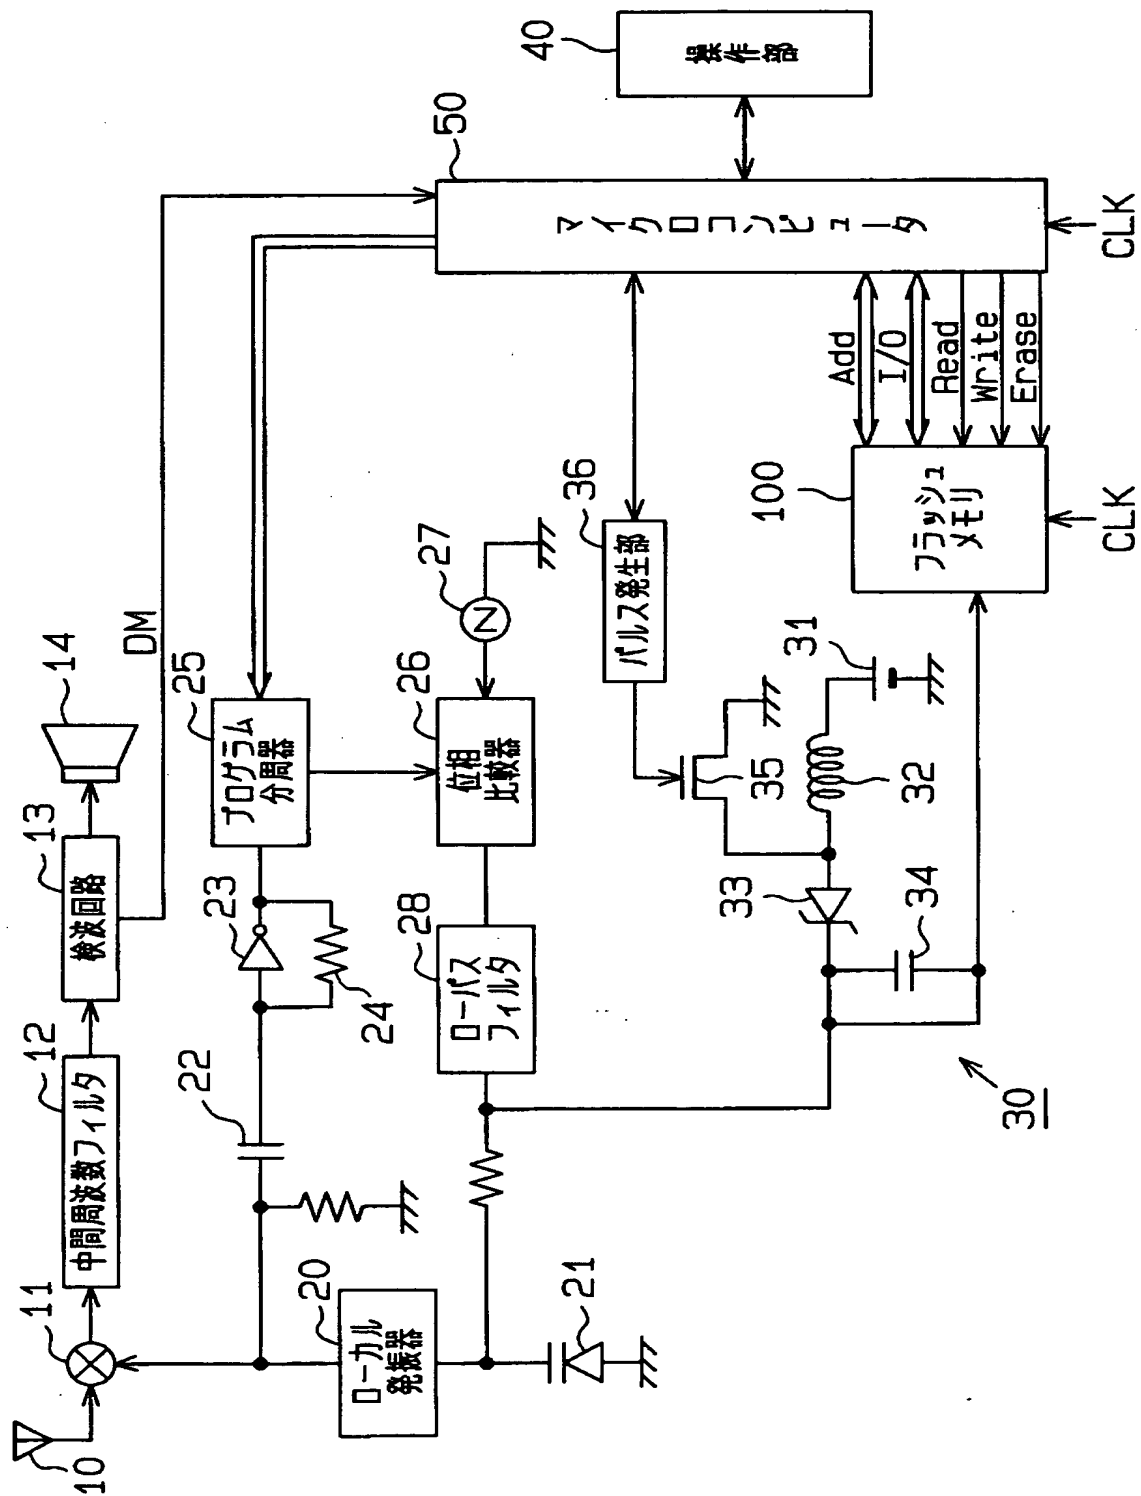 10
11
中間周波数フィルタ
12
検波回路
13
14
DM
ローカル
発振器
20
21
22
23
24
プログラム
分周器
25
位相
比較器
26
27
ローパス
フィルタ
28
30
31
32
33
34
35
パルス発生部
36
マイクロコンピュータ
50
操作部
40
Add
I/O
Read
Write
Erase
フラッシュ
メモリ
100
CLK
CLK